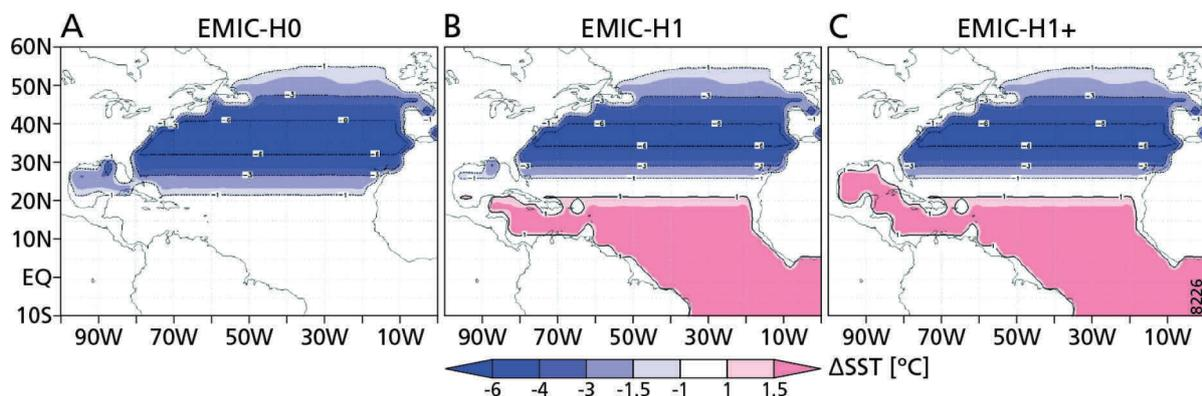 A EMIC-H0 B EMIC-H1 C EMIC-H1+
60N
50N
40N
30N
20N
10N
EQ
10S
90W 70W 50W 30W 10W 90W 70W 50W 30W 10W 90W 70W 50W 30W 10W
8226
-6 -4 -3 -1.5 -1 1 1.5
ΔSST [°C]